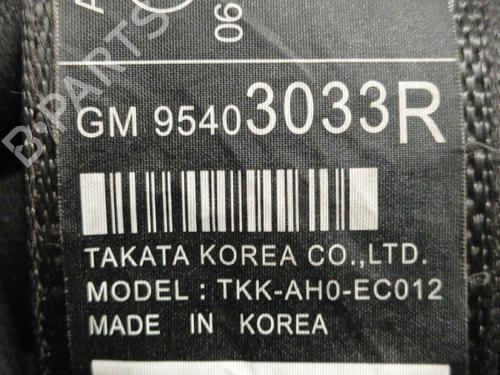 A
06
GM 95403033R
TAKATA KOREA CO.,LTD.
MODEL : TKK-AH0-EC012
MADE IN KOREA
B-PARTS